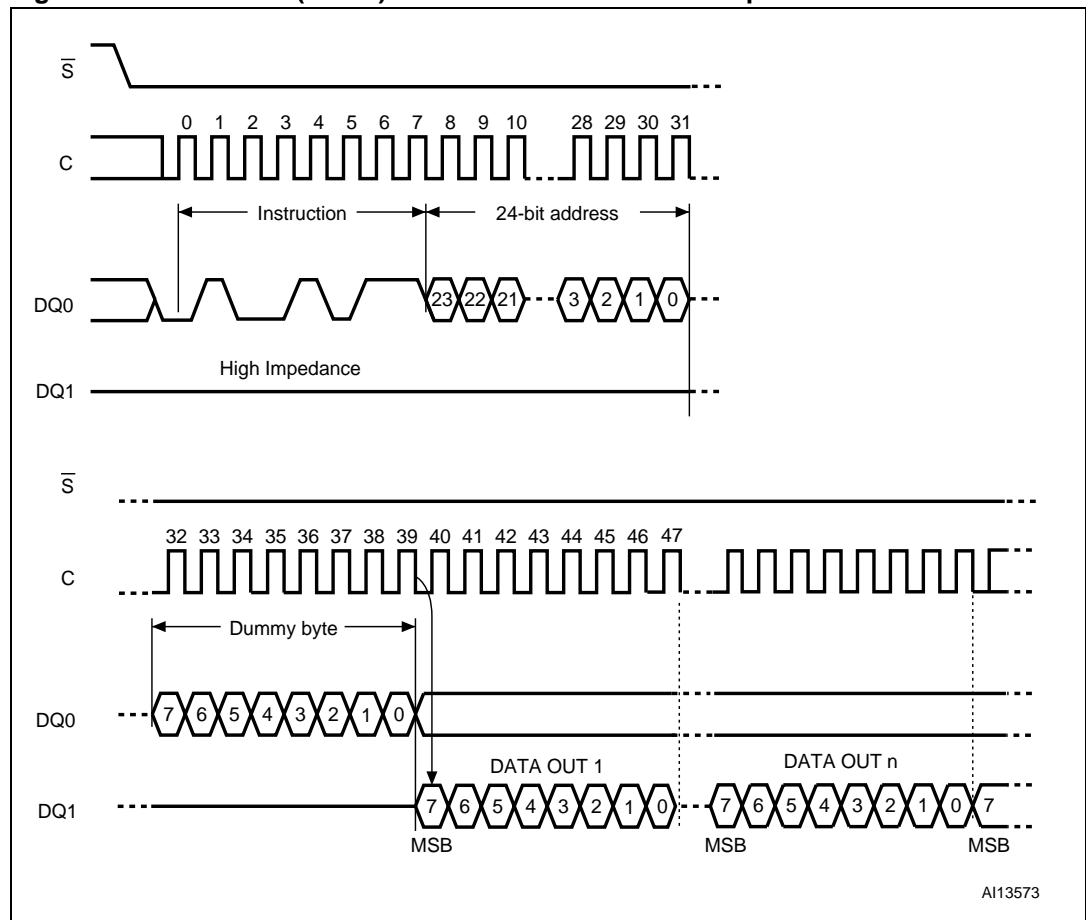 S
0 1 2 3 4 5 6 7 8 9 10 28 29 30 31
C
Instruction 24-bit address
DQ0 23 22 21 3 2 1 0
High Impedance
DQ1
S
32 33 34 35 36 37 38 39 40 41 42 43 44 45 46 47
C
Dummy byte
DQ0 7 6 5 4 3 2 1 0
DATA OUT 1 DATA OUT n
DQ1 7 6 5 4 3 2 1 0 7 6 5 4 3 2 1 0 7
MSB MSB MSB
AI13573